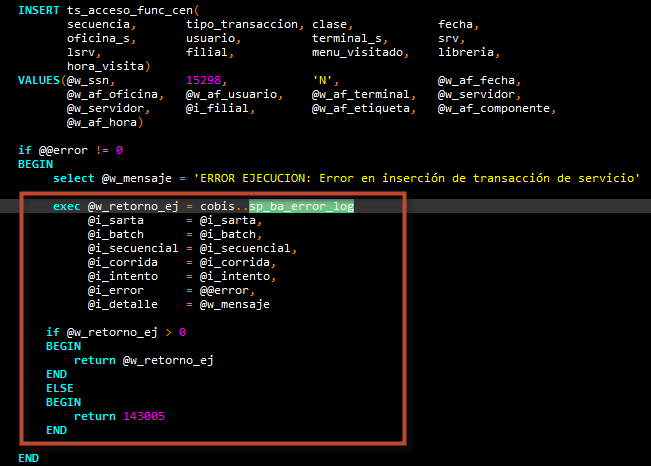 INSERT ts_acceso_func_cen(
secuencia, tipo_transaccion, clase, fecha,
oficina_s, usuario, terminal_s, srv,
lsrv, filial, menu_visitado, libreria,
hora_visita)
VALUES(@w_ssn, 15298, 'N', @w_af_fecha,
@w_af_oficina, @w_af_usuario, @w_af_terminal, @w_servidor,
@w_servidor, @i_filial, @w_af_etiqueta, @w_af_componente,
@w_af_hora)
if @@error != 0
BEGIN
select @w_mensaje = 'ERROR EJECUCION: Error en inserción de transacción de servicio'
exec @w_retorno_ej = cobis..sp_ba_error_log
@i_sarta = @i_sarta,
@i_batch = @i_batch,
@i_secuencial = @i_secuencial,
@i_corrida = @i_corrida,
@i_intento = @i_intento,
@i_error = @@error,
@i_detalle = @w_mensaje
if @w_retorno_ej > 0
BEGIN
return @w_retorno_ej
END
ELSE
BEGIN
return 143005
END
END